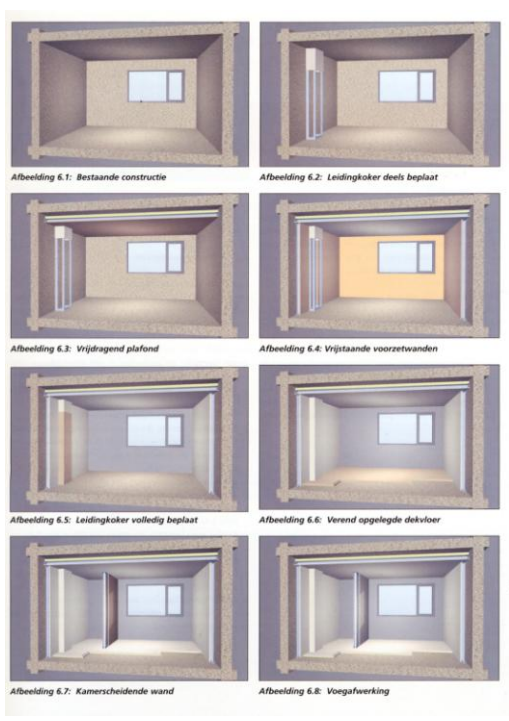 Afbeelding 6.1: Bestaande constructie
Afbeelding 6.2: Leidingkoker deels beplaat
Afbeelding 6.3: Vrijdragend plafond
Afbeelding 6.4: Vrijstaande voorzetwanden
Afbeelding 6.5: Leidingkoker volledig beplaat
Afbeelding 6.6: Verend opgelegde dekvloer
Afbeelding 6.7: Kamerscheidende wand
Afbeelding 6.8: Voegafwerking